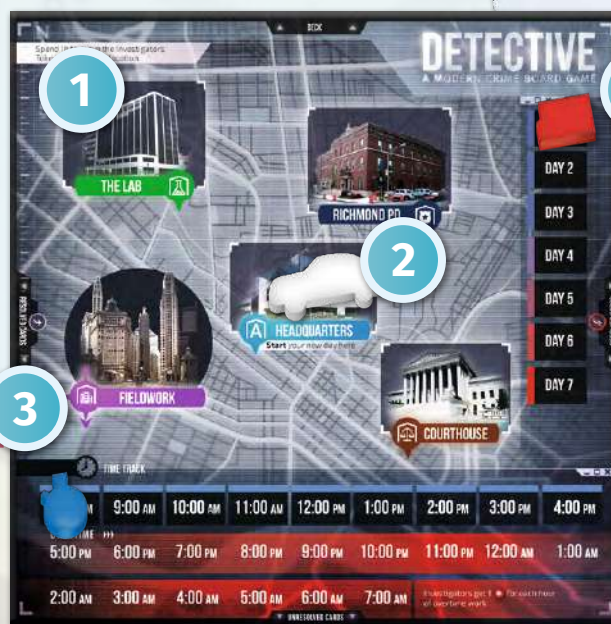 DECK
Spend
in the Investigators
DETECTIVE
A MODERN CRIME BOARD GAME
1
THE LAB
RICHMOND PD
DAY 2
DAY 3
DAY 4
DAY 5
DAY 6
DAY 7
2
HEADQUARTERS
Start your new day here
3
FIELDWORK
COURTHOUSE
TIME TRACK
9:00 AM 10:00 AM 11:00 AM 12:00 PM 1:00 PM 2:00 PM 3:00 PM 4:00 PM
5:00 PM 6:00 PM 7:00 PM 8:00 PM 9:00 PM 10:00 PM 11:00 PM 12:00 AM 1:00 AM
2:00 AM 3:00 AM 4:00 AM 5:00 AM 6:00 AM 7:00 AM
Investigators get 1 for each hour
of overtime work
UNRESOLVED CARDS